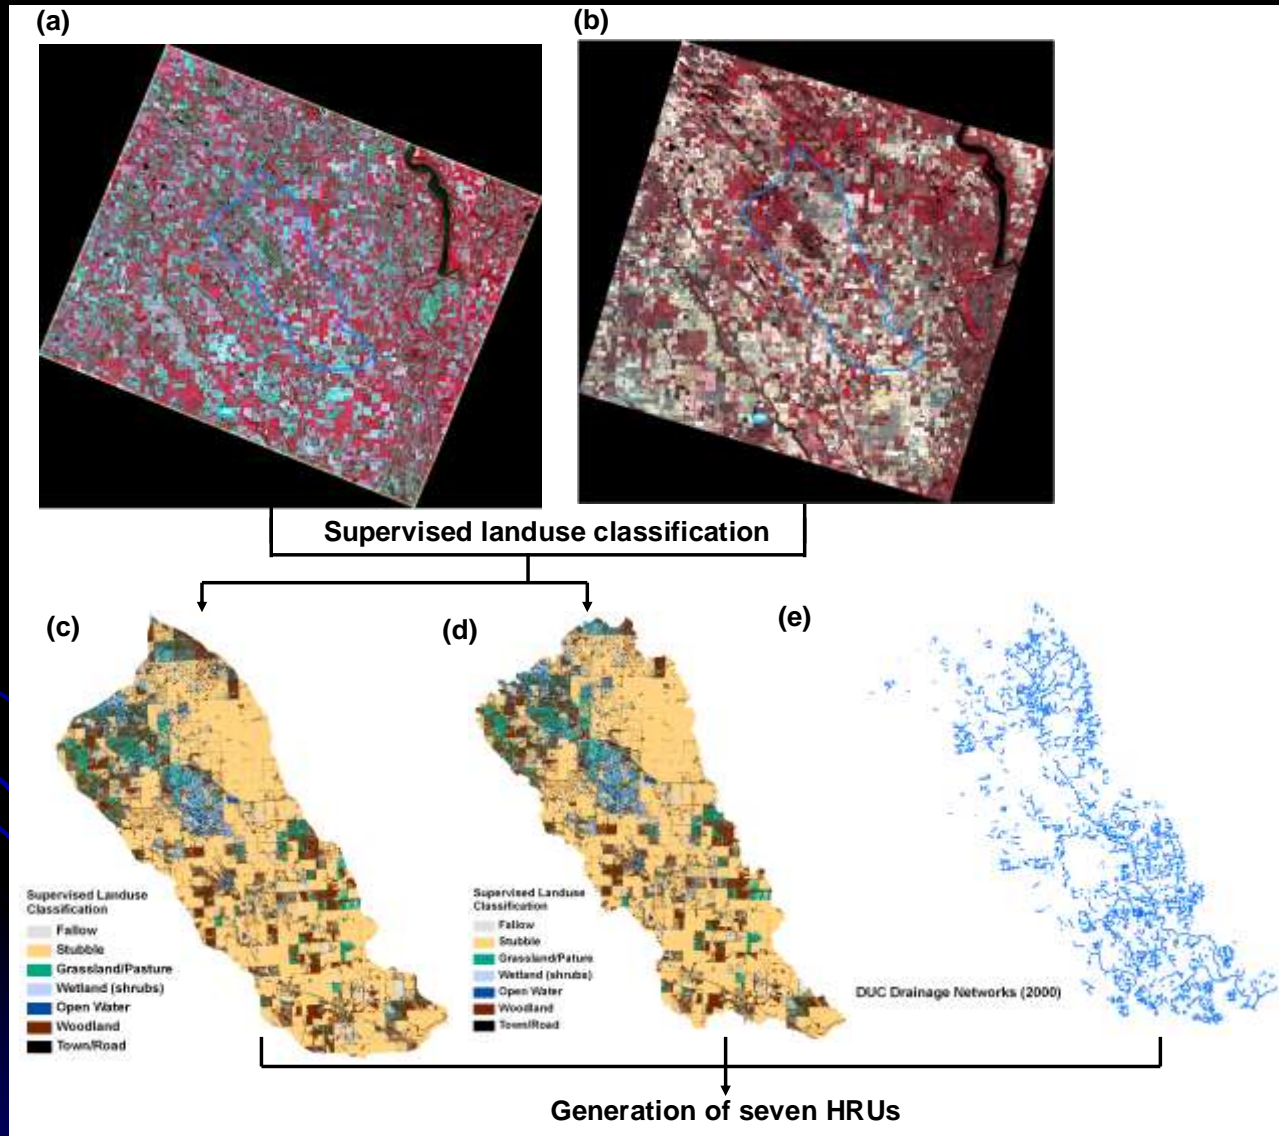 (a)
(b)
Supervised landuse classification
(c)
(d)
(e)
Supervised Landuse
Classification
Fallow
Stubble
Grassland/Pasture
Wetland (shrubs)
Open Water
Woodland
Town/Road
Supervised Landuse
Classification
Fallow
Stubble
Grassland/Pature
Wetland (shrubs)
Open Water
Woodland
Town/Road
DUC Drainage Networks (2000)
Generation of seven HRUs